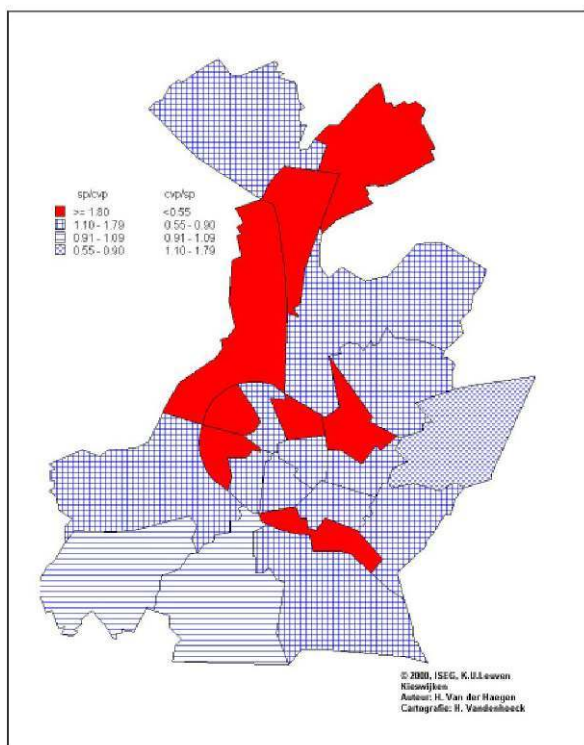 sp/cvp cvp/sp
>= 1.80 <0.55
1.10 - 1.79 0.55 - 0.90
0.91 - 1.09 0.91 - 1.09
0.55 - 0.90 1.10 - 1.79
© 2000, ISEG, K.U.Leuven
Kieswijken
Auteur: H. Van der Haegen
Cartografie: H. Vandenhoeck